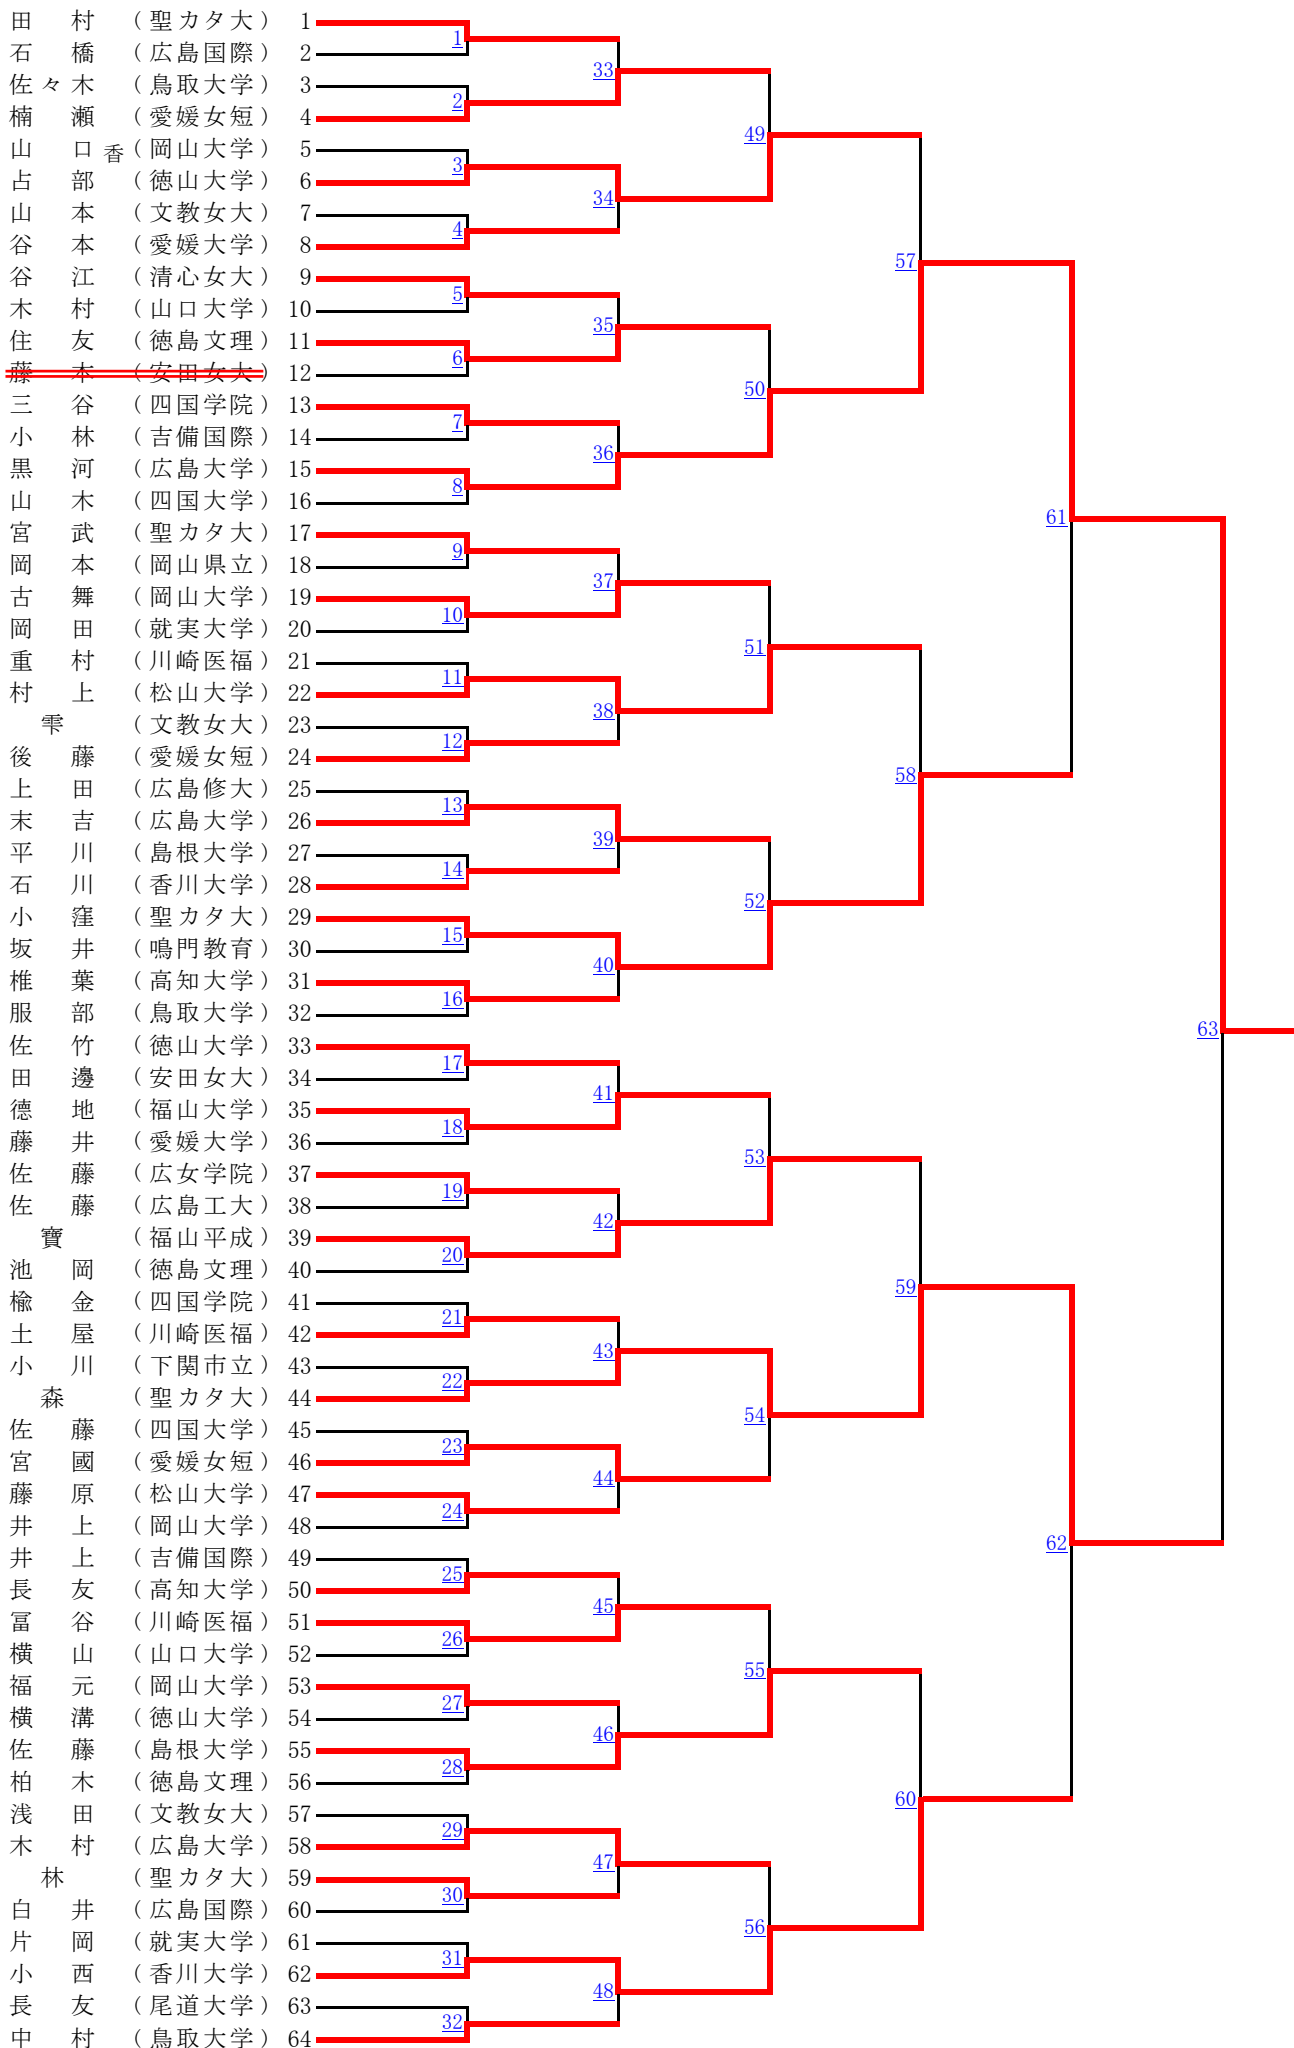 田村(聖カタ大) 1
石橋(広島国際) 2
佐々木(鳥取大学) 3
楠瀬(愛媛女短) 4
山口香(岡山大学) 5
占部(徳山大学) 6
山本(文教女大) 7
谷本(愛媛大学) 8
谷江(清心女大) 9
木村(山口大学) 10
住友(徳島文理) 11
藤本(安田女大) 12
三谷(四国学院) 13
小林(吉備国際) 14
黒河(広島大学) 15
山木(四国大学) 16
宮武(聖カタ大) 17
岡本(岡山県立) 18
古舞(岡山大学) 19
岡田(就実大学) 20
重村(川崎医福) 21
村上(松山大学) 22
雫(文教女大) 23
後藤(愛媛女短) 24
上田(広島修大) 25
末吉(広島大学) 26
平川(島根大学) 27
石川(香川大学) 28
小窪(聖カタ大) 29
坂井(鳴門教育) 30
椎葉(高知大学) 31
服部(鳥取大学) 32
佐竹(徳山大学) 33
田邊(安田女大) 34
德地(福山大学) 35
藤井(愛媛大学) 36
佐藤(広女学院) 37
佐藤(広島工大) 38
寶(福山平成) 39
池岡(徳島文理) 40
楡金(四国学院) 41
土屋(川崎医福) 42
小川(下関市立) 43
森(聖カタ大) 44
佐藤(四国大学) 45
宮國(愛媛女短) 46
藤原(松山大学) 47
井上(岡山大学) 48
井上(吉備国際) 49
長友(高知大学) 50
冨谷(川崎医福) 51
横山(山口大学) 52
福元(岡山大学) 53
横溝(徳山大学) 54
佐藤(島根大学) 55
柏木(徳島文理) 56
浅田(文教女大) 57
木村(広島大学) 58
林(聖カタ大) 59
白井(広島国際) 60
片岡(就実大学) 61
小西(香川大学) 62
長友(尾道大学) 63
中村(鳥取大学) 64
1
2
3
4
5
6
7
8
9
10
11
12
13
14
15
16
17
18
19
20
21
22
23
24
25
26
27
28
29
30
31
32
33
34
35
36
37
38
39
40
41
42
43
44
45
46
47
48
49
50
51
52
53
54
55
56
57
58
59
60
61
62
63